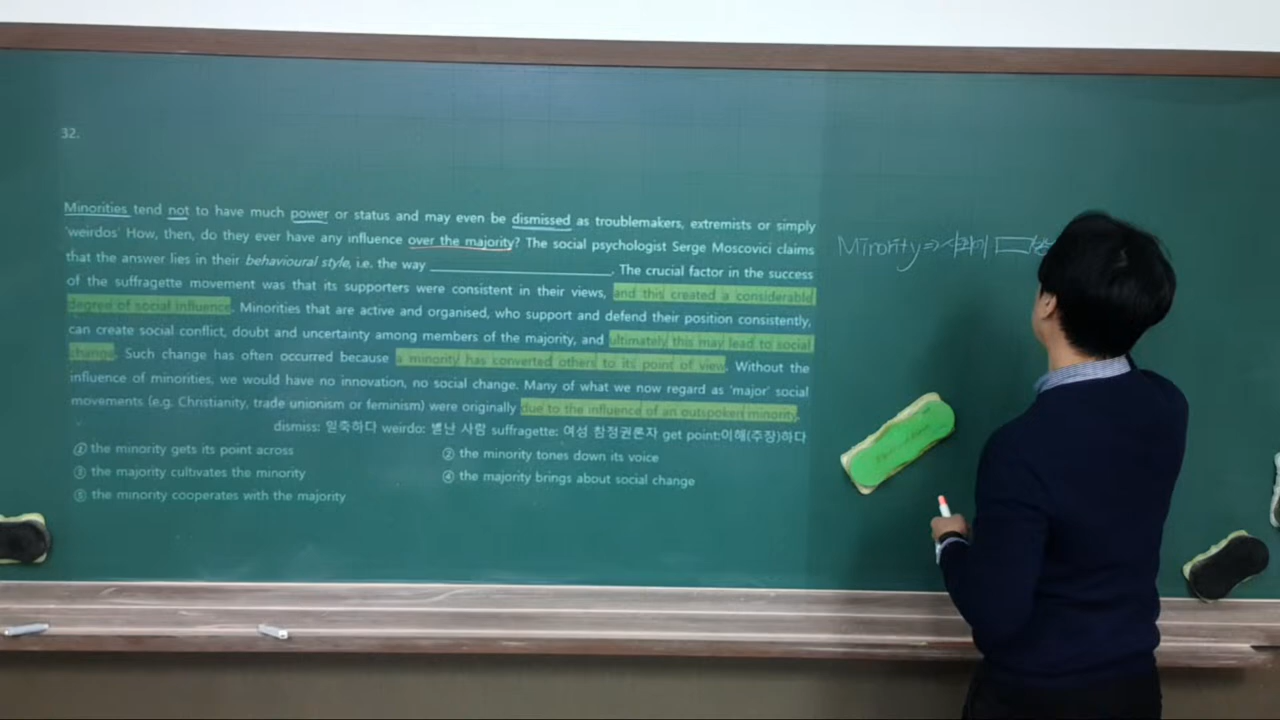 32.
Minorities tend not to have much power or status and may even be dismissed as troublemakers, extremists or simply
'weirdos' How, then, do they ever have any influence over the majority? The social psychologist Serge Moscovici claims
that the answer lies in their behavioural style, i.e. the way ____________. The crucial factor in the success
of the suffragette movement was that its supporters were consistent in their views, and this created a considerable
degree of social influence. Minorities that are active and organised, who support and defend their position consistently,
can create social conflict, doubt and uncertainty among members of the majority, and ultimately this may lead to social
change. Such change has often occurred because a minority has converted others to its point of view. Without the
influence of minorities, we would have no innovation, no social change. Many of what we now regard as 'major' social
movements (e.g. Christianity, trade unionism or feminism) were originally due to the influence of an outspoken minority.
dismiss: 일축하다 weirdo: 별난 사람 suffragette: 여성 참정권론자 get point:이해(주장)하다
① the minority gets its point across
② the minority tones down its voice
③ the majority cultivates the minority
④ the majority brings about social change
⑤ the minority cooperates with the majority
Minority⇒